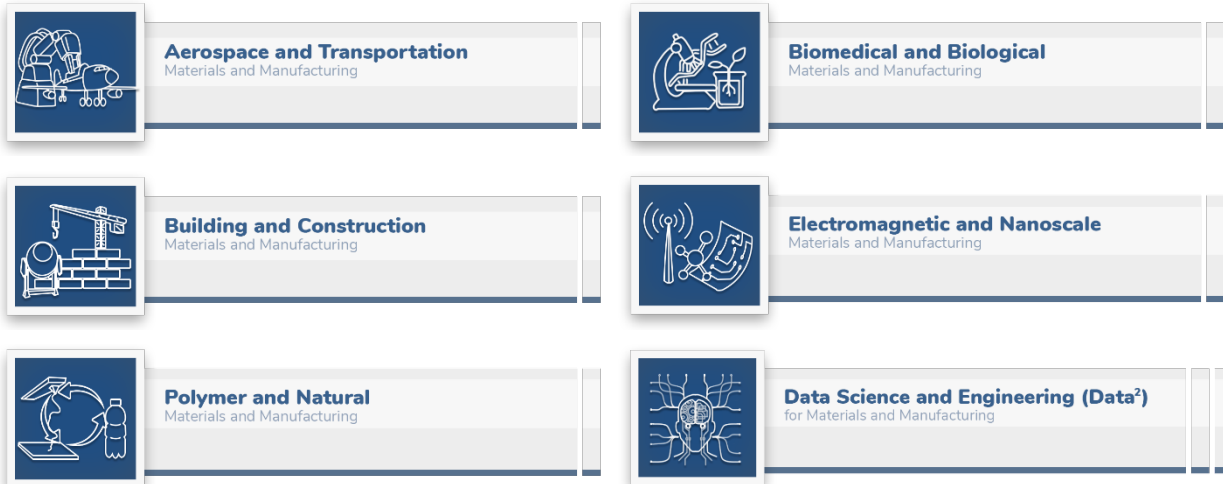 Aerospace and Transportation
Materials and Manufacturing
Biomedical and Biological
Materials and Manufacturing
Building and Construction
Materials and Manufacturing
Electromagnetic and Nanoscale
Materials and Manufacturing
Polymer and Natural
Materials and Manufacturing
Data Science and Engineering (Data²)
for Materials and Manufacturing